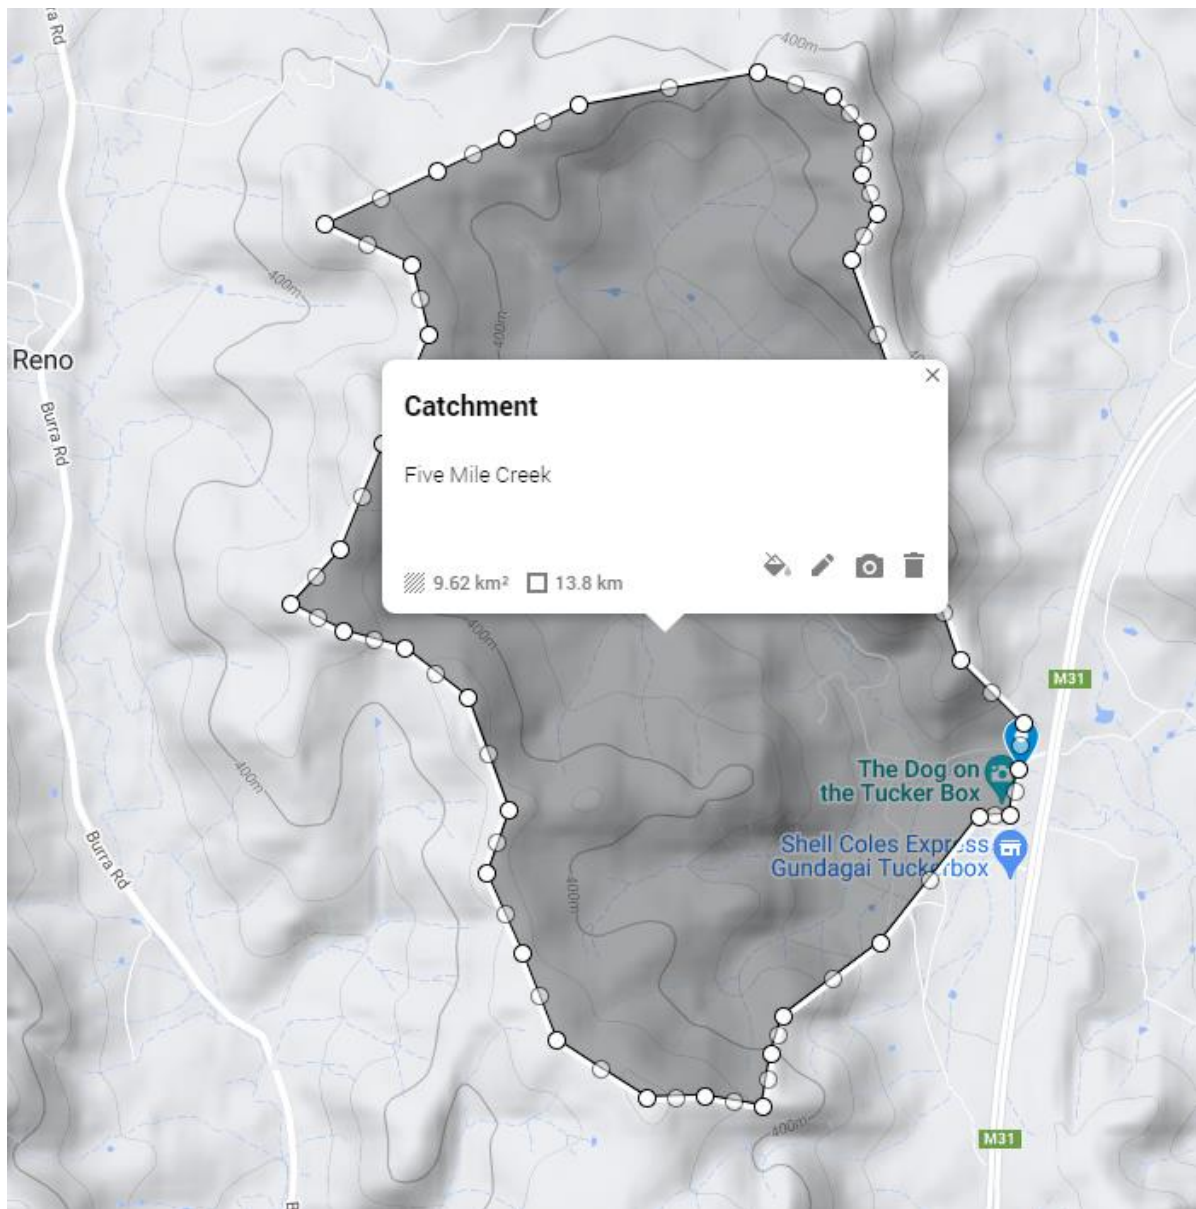 ra Rd
400m
400m
400m
40
Reno
Burra Rd
Catchment
Five Mile Creek
9.62 km²
13.8 km
400m
M31
400m
The Dog on
the Tucker Box
Shell Coles Express
Gundagai Tuckerbox
Burra Rd
400m
400m
M31
B